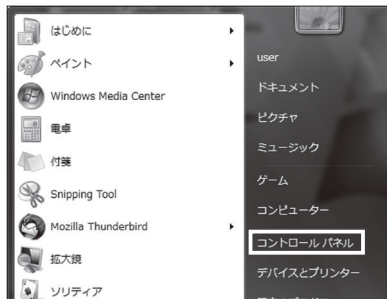 はじめに
ペイント
Windows Media Center
電卓
付箋
Snipping Tool
Mozilla Thunderbird
拡大鏡
ソリティア
user
ドキュメント
ピクチャ
ミュージック
ゲーム
コンピューター
コントロール パネル
デバイスとプリンター